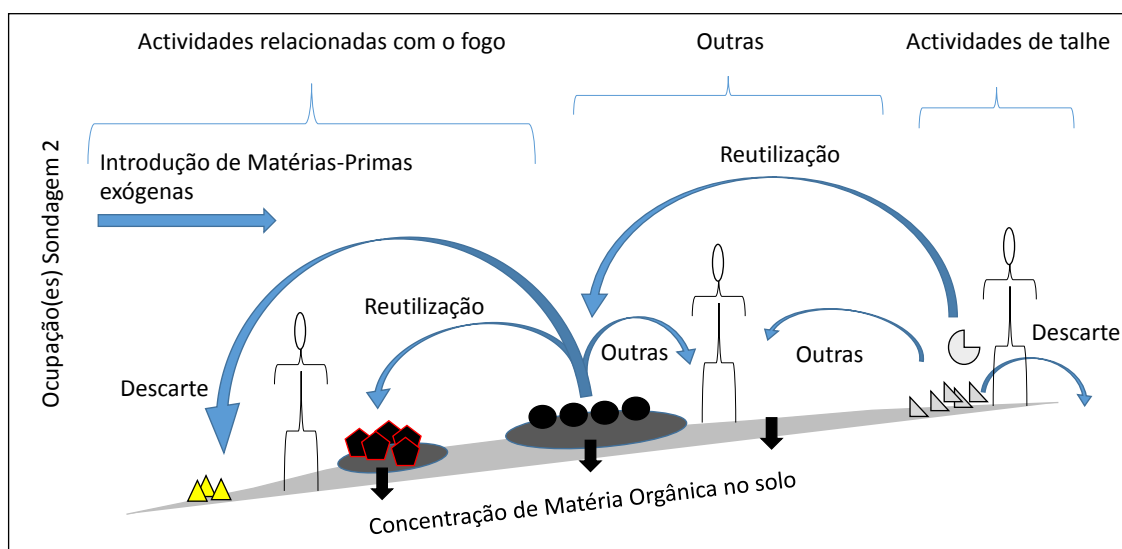 Actividades relacionadas com o fogo
Outras
Actividades de talhe
Ocupação(es) Sondagem 2
Introdução de Matérias-Primas
exógenas
Reutilização
Reutilização
Descarte
Outras
Outras
Descarte
Concentração de Matéria Orgânica no solo